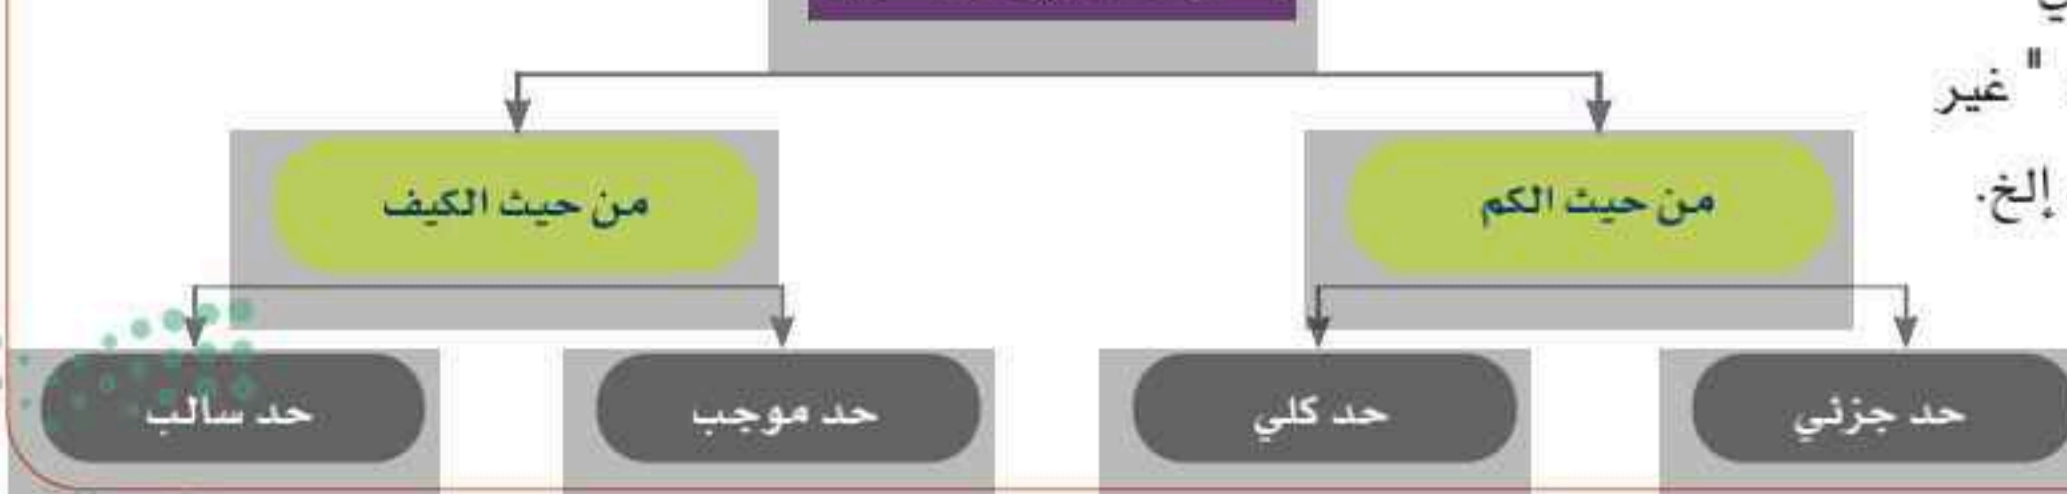 " غير
إلخ.
من حيث الكم
من حيث الكيف
حد جزئي
حد كلي
حد موجب
حد سالب